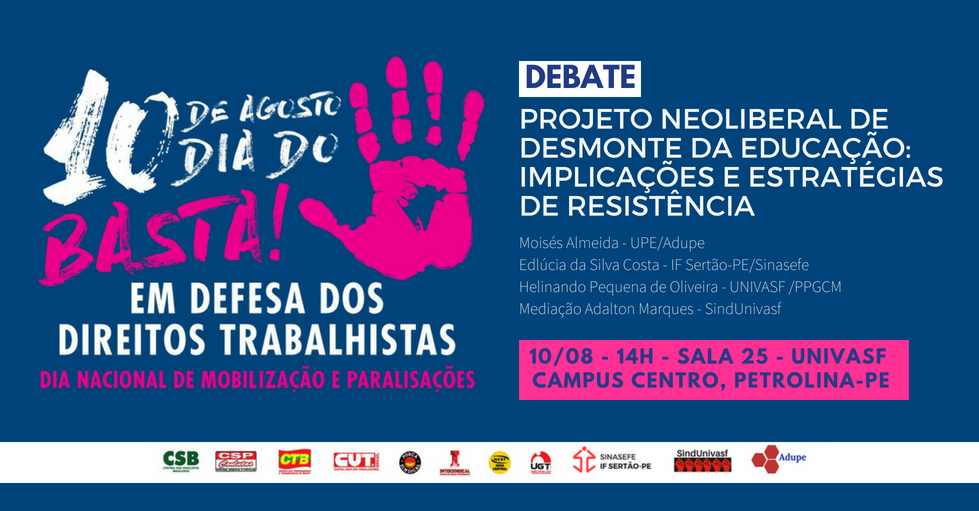 10 DE AGOSTO
DIA DO
BASTA!
EM DEFESA DOS
DIREITOS TRABALHISTAS
DIA NACIONAL DE MOBILIZAÇÃO E PARALISAÇÕES
DEBATE
PROJETO NEOLIBERAL DE
DESMONTE DA EDUCAÇÃO:
IMPLICAÇÕES E ESTRATÉGIAS
DE RESISTÊNCIA
Moisés Almeida - UPE/Adupe
Edlúcia da Silva Costa - IF Sertão-PE/Sinasefe
Helinando Pequena de Oliveira - UNIVASF /PPGCM
Mediação Adalton Marques - SindUnivasf
10/08 - 14H - SALA 25 - UNIVASF
CAMPUS CENTRO, PETROLINA-PE
CSB
CSP
Conlutas
CTB
CUT
INTERSINDICAL
UGT
SINASEFE
IF SERTÃO-PE
SindUnivasf
Adupe